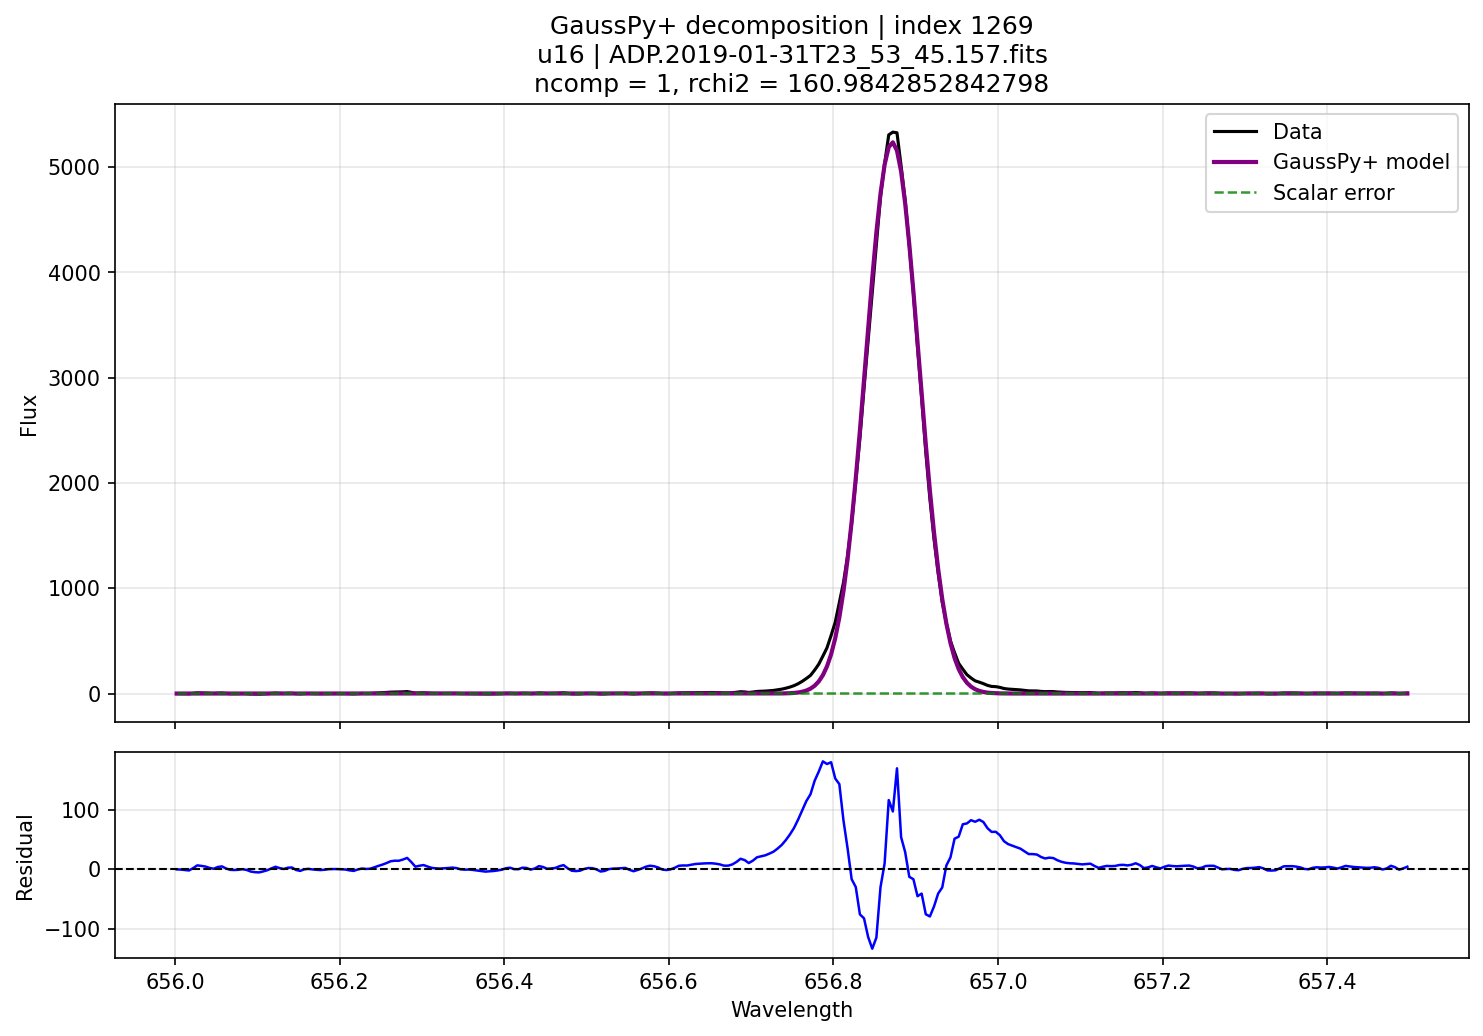 GaussPy+ decomposition | index 1269
u16 | ADP.2019-01-31T23_53_45.157.fits
ncomp = 1, rchi2 = 160.9842852842798
Data
GaussPy+ model
Scalar error
Flux
5000
4000
3000
2000
1000
0
Residual
100
0
−100
656.0 656.2 656.4 656.6 656.8 657.0 657.2 657.4
Wavelength